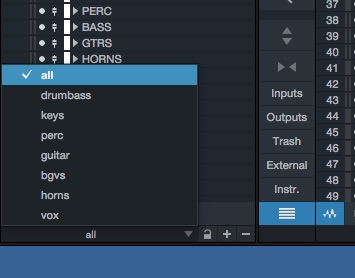 PERC
BASS
GTRS
HORNS
all
drumbass
keys
perc
guitar
bgvs
horns
vox
all
Inputs
Outputs
Trash
External
Instr.
37
38
39
40
41
42
43
44
45
46
47
48
49